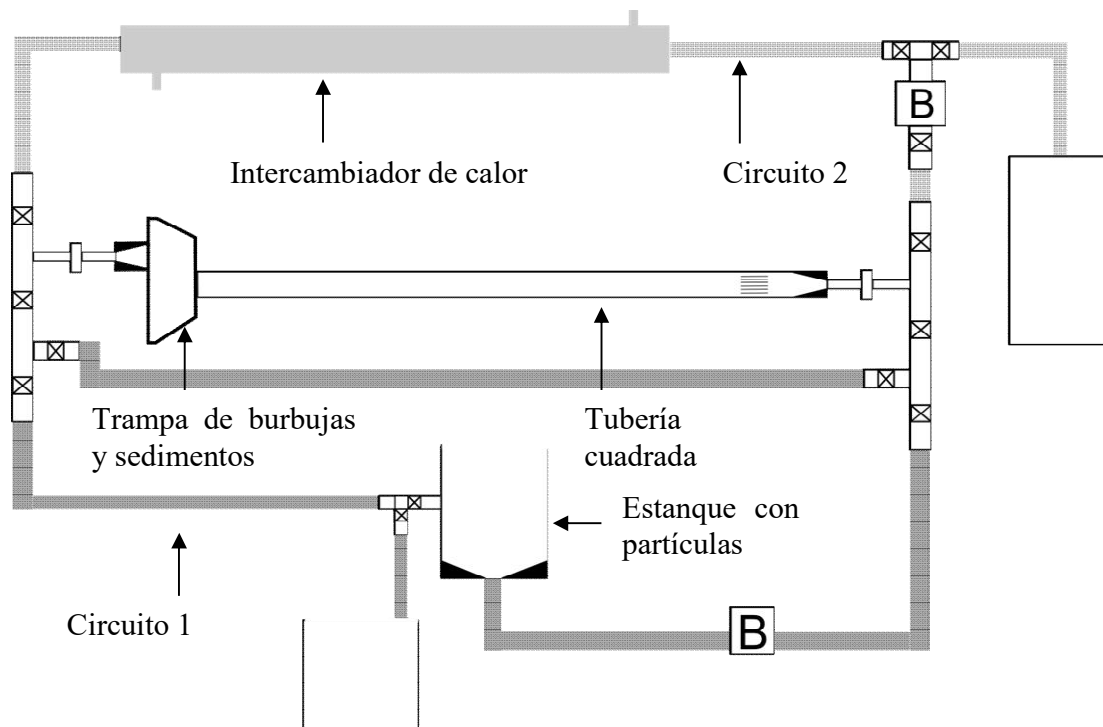 B
Intercambiador de calor
Circuito 2
Trampa de burbujas
y sedimentos
Tubería
cuadrada
Estanque con
partículas
Circuito 1
B